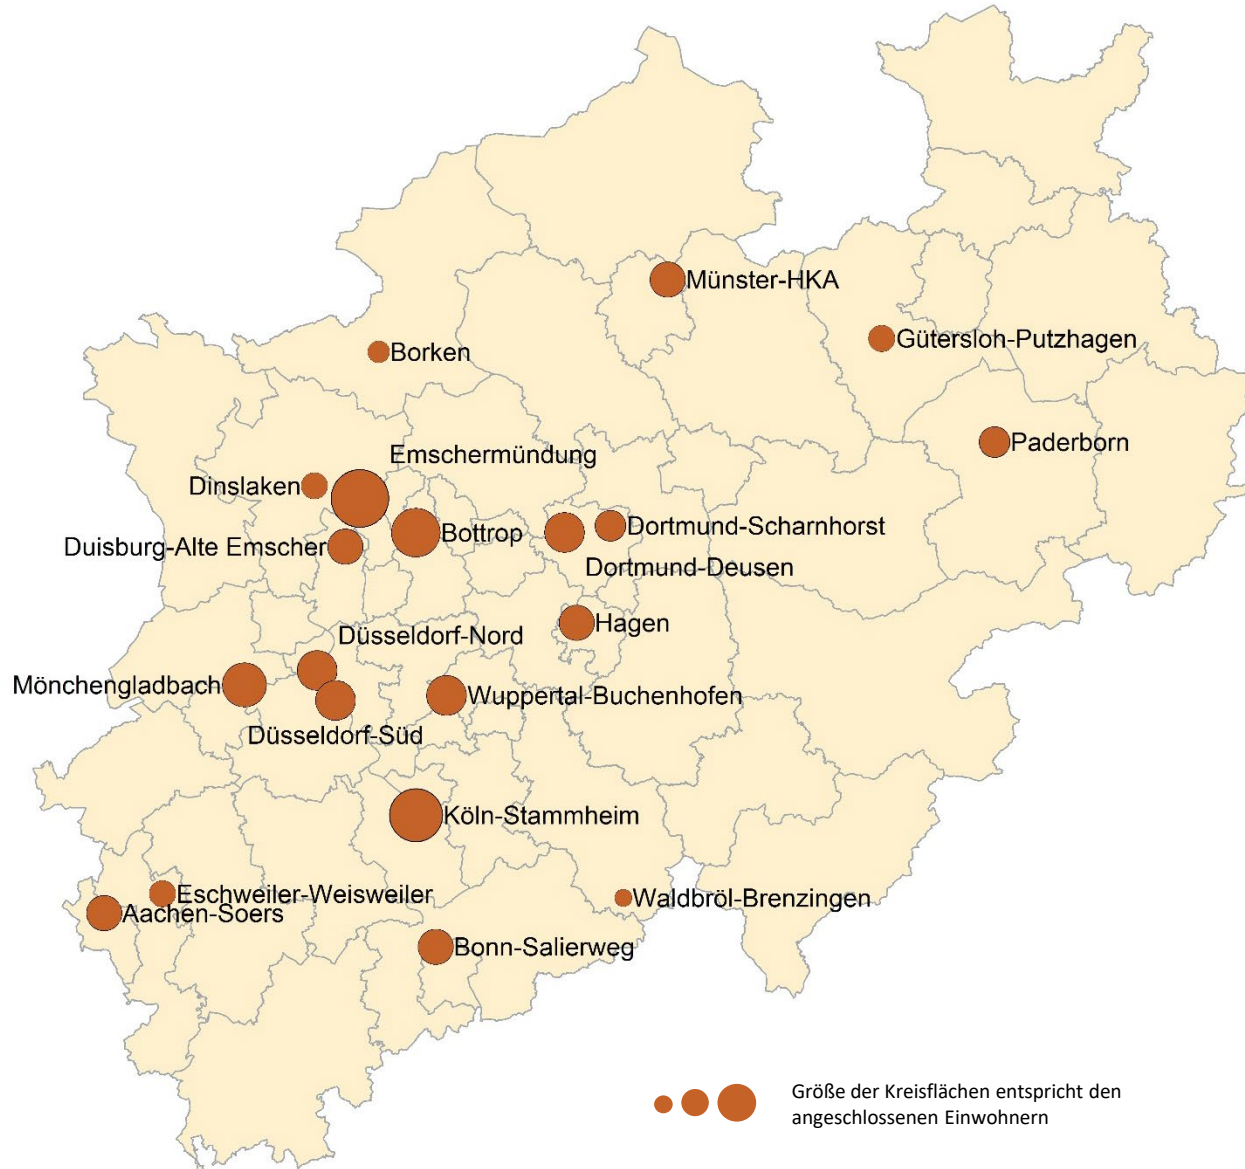 Münster-HKA
Gütersloh-Putzhagen
Borken
Paderborn
Emschermündung
Dinslaken
Dortmund-Scharnhorst
Bottrop
Duisburg-Alte Emscher
Dortmund-Deusen
Hagen
Düsseldorf-Nord
Mönchengladbach
Wuppertal-Buchenhofen
Düsseldorf-Süd
Köln-Stammheim
Eschweiler-Weisweiler
Waldbröl-Brenzingen
Aachen-Soers
Bonn-Salierweg
Größe der Kreisflächen entspricht den
angeschlossenen Einwohnern